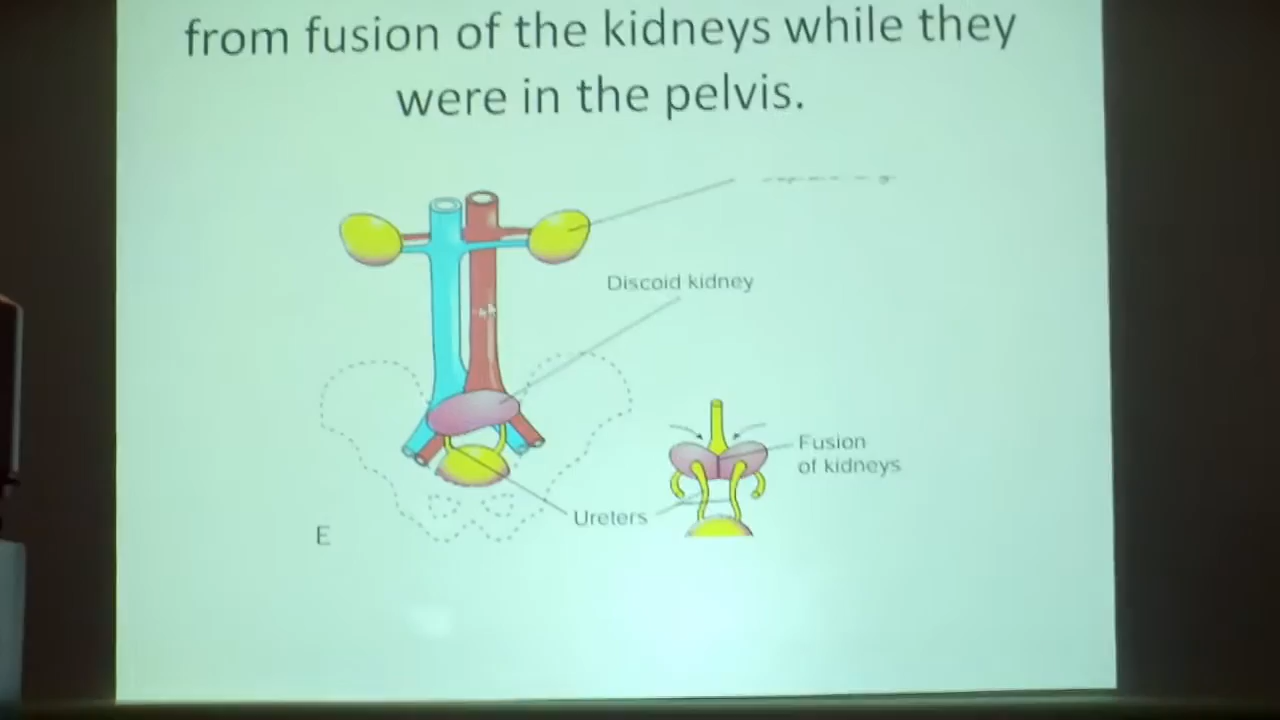 from fusion of the kidneys while they
were in the pelvis.
Discoid kidney
Fusion
of kidneys
Ureters
E